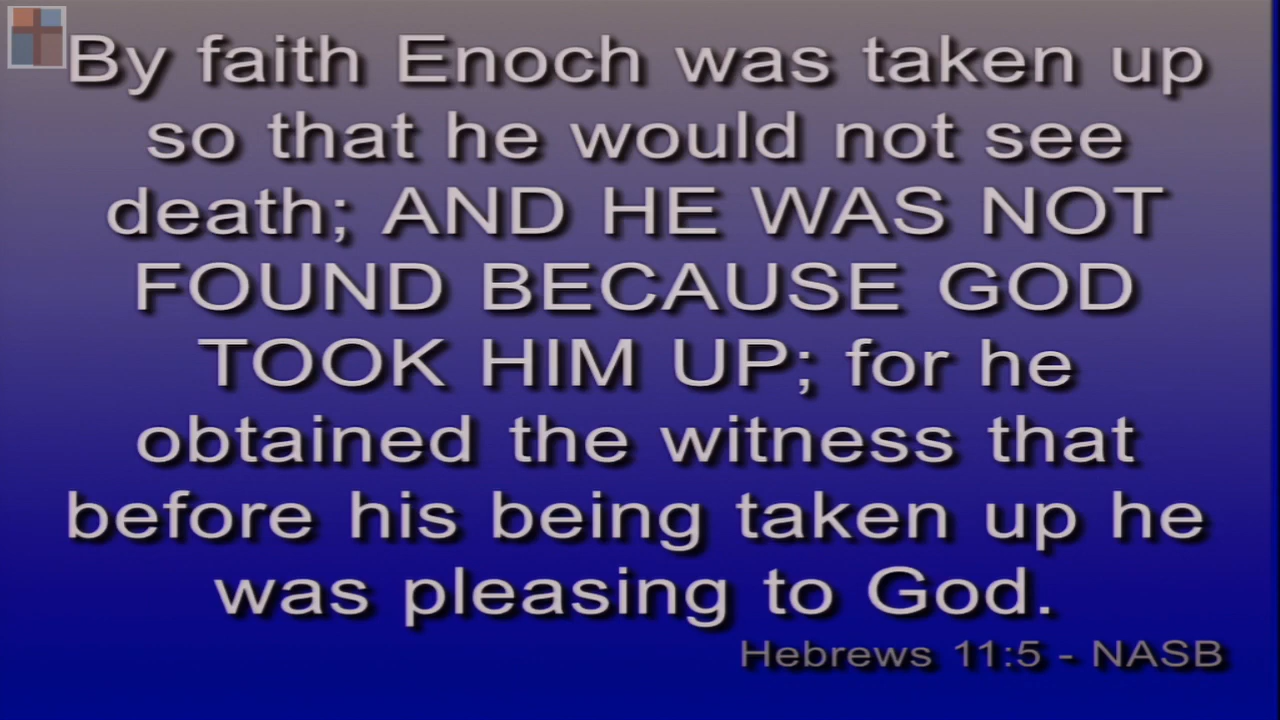 By faith Enoch was taken up
so that he would not see
death; AND HE WAS NOT
FOUND BECAUSE GOD
TOOK HIM UP; for he
obtained the witness that
before his being taken up he
was pleasing to God.
Hebrews 11:5 - NASB